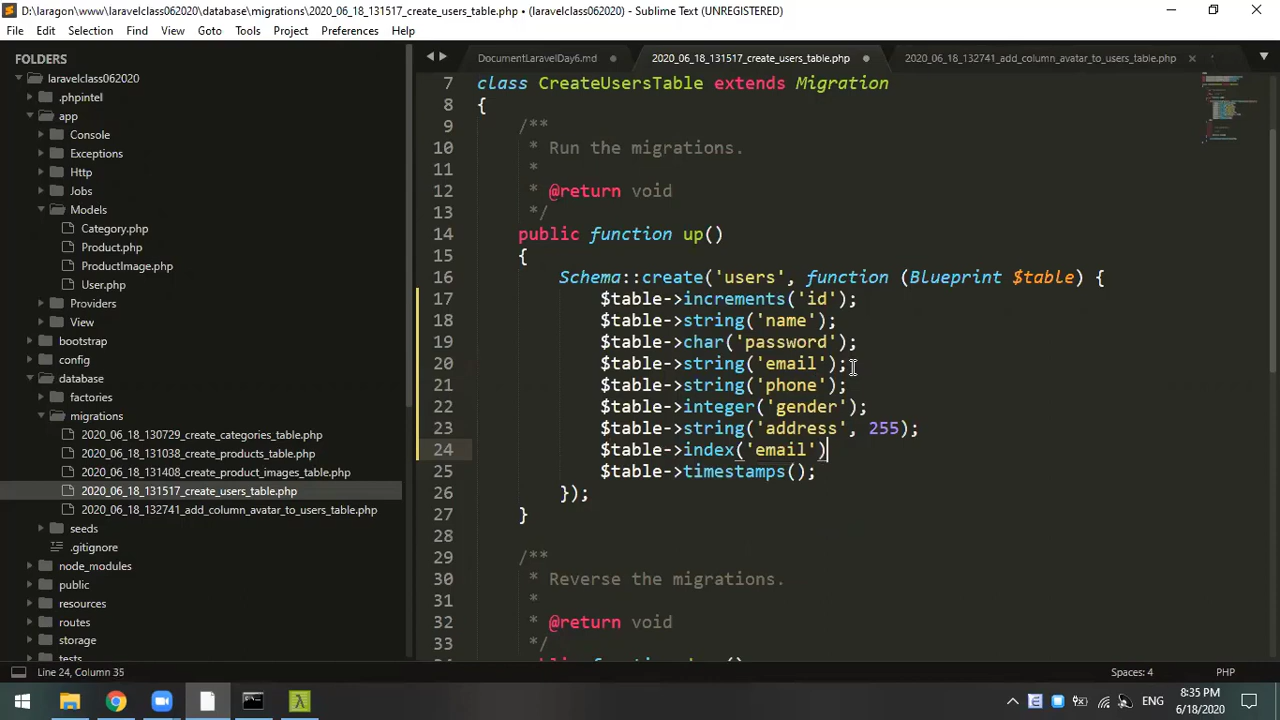 D:\laragon\www\laravelclass062020\database\migrations\2020_06_18_131517_create_users_table.php • (laravelclass062020) - Sublime Text (UNREGISTERED)
File Edit Selection Find View Goto Tools Project Preferences Help
FOLDERS
laravelclass062020
.phpintel
app
Console
Exceptions
Http
Jobs
Models
Category.php
Product.php
ProductImage.php
User.php
Providers
View
bootstrap
config
database
factories
migrations
2020_06_18_130729_create_categories_table.php
2020_06_18_131038_create_products_table.php
2020_06_18_131408_create_product_images_table.php
2020_06_18_131517_create_users_table.php
2020_06_18_132741_add_column_avatar_to_users_table.php
seeds
.gitignore
node_modules
public
resources
routes
storage
tests
DocumentLaravelDay6.md
2020_06_18_131517_create_users_table.php
2020_06_18_132741_add_column_avatar_to_users_table.php
7 class CreateUsersTable extends Migration
8 {
9 /**
10 * Run the migrations.
11 *
12 * @return void
13 */
14 public function up()
15 {
16 Schema::create('users', function (Blueprint $table) {
17 $table->increments('id');
18 $table->string('name');
19 $table->char('password');
20 $table->string('email');
21 $table->string('phone');
22 $table->integer('gender');
23 $table->string('address', 255);
24 $table->index('email')
25 $table->timestamps();
26 });
27 }
28
29 /**
30 * Reverse the migrations.
31 *
32 * @return void
33 */
Line 24, Column 35
Spaces: 4
PHP
ENG
8:35 PM
6/18/2020